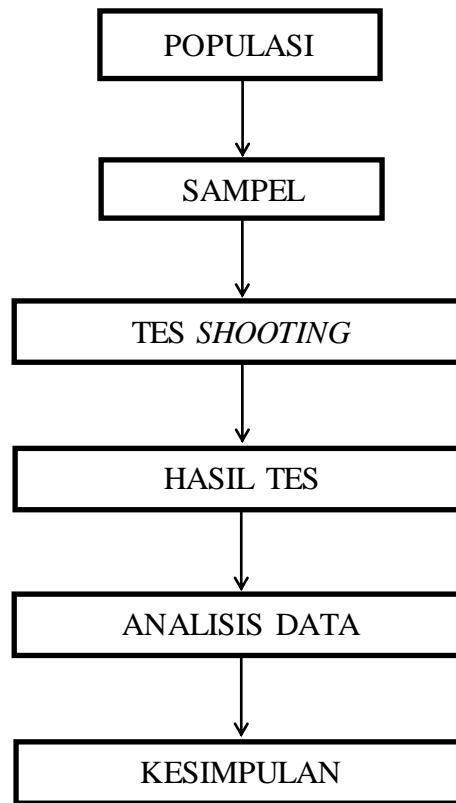 POPULASI
SAMPEL
TES SHOOTING
HASIL TES
ANALISIS DATA
KESIMPULAN